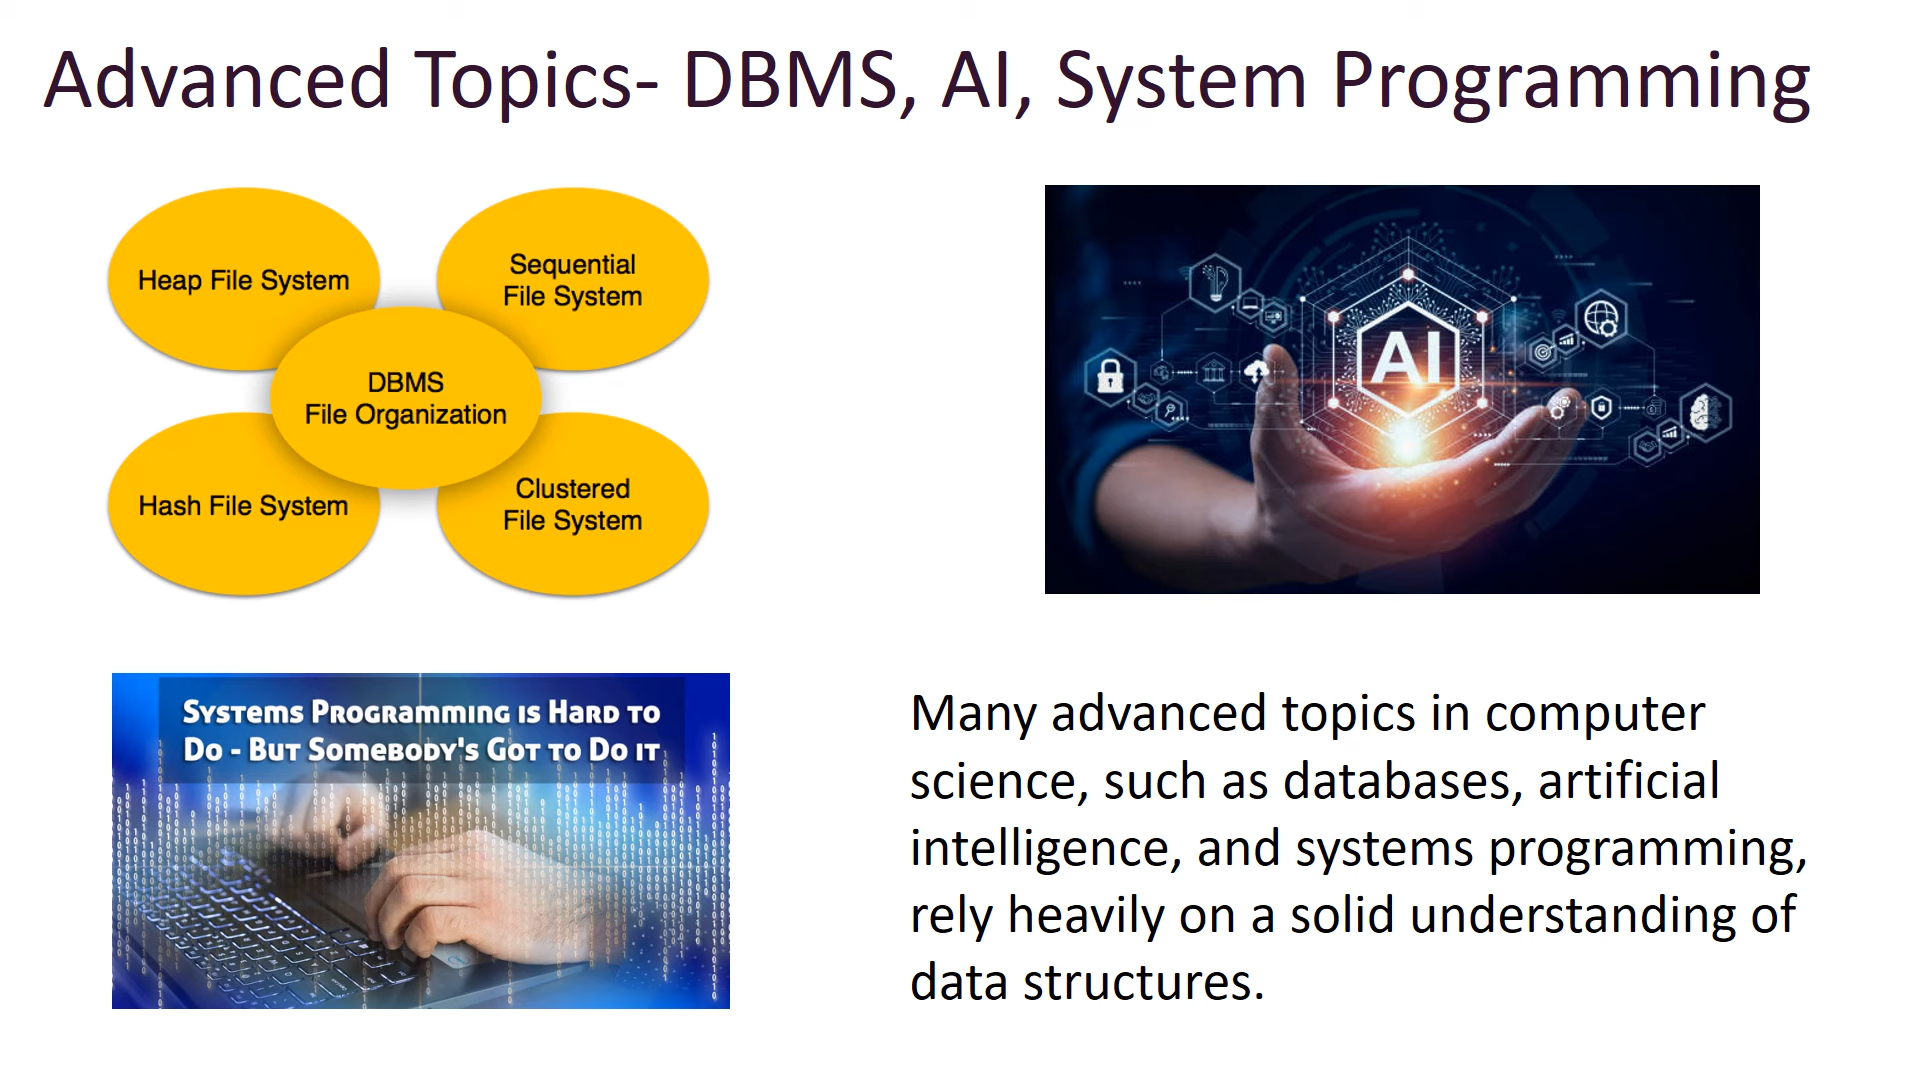 Advanced Topics- DBMS, AI, System Programming
Heap File System
Sequential
File System
DBMS
File Organization
Hash File System
Clustered
File System
AI
Systems Programming is Hard to
Do - But Somebody's Got to Do it
Many advanced topics in computer
science, such as databases, artificial
intelligence, and systems programming,
rely heavily on a solid understanding of
data structures.